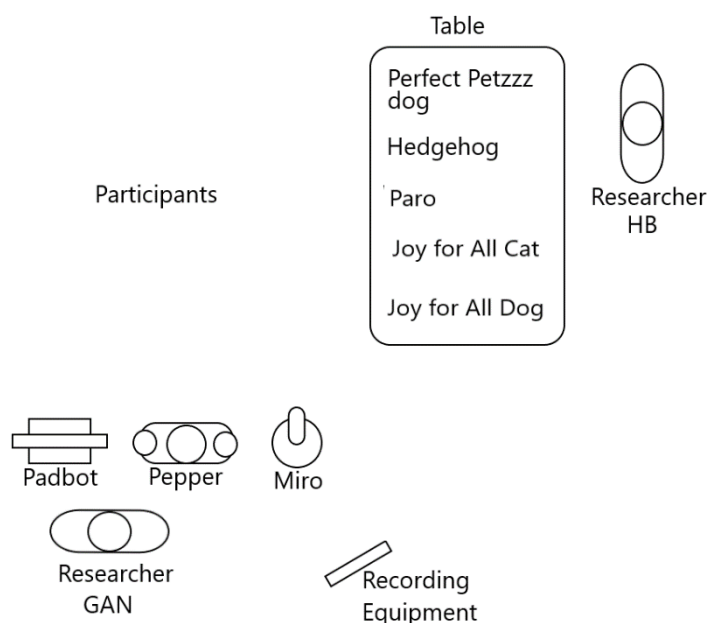 Table
Perfect Petzzz
dog
Hedgehog
Paro
Joy for All Cat
Joy for All Dog
Participants
Researcher
HB
Padbot
Pepper
Miro
Researcher
GAN
Recording
Equipment